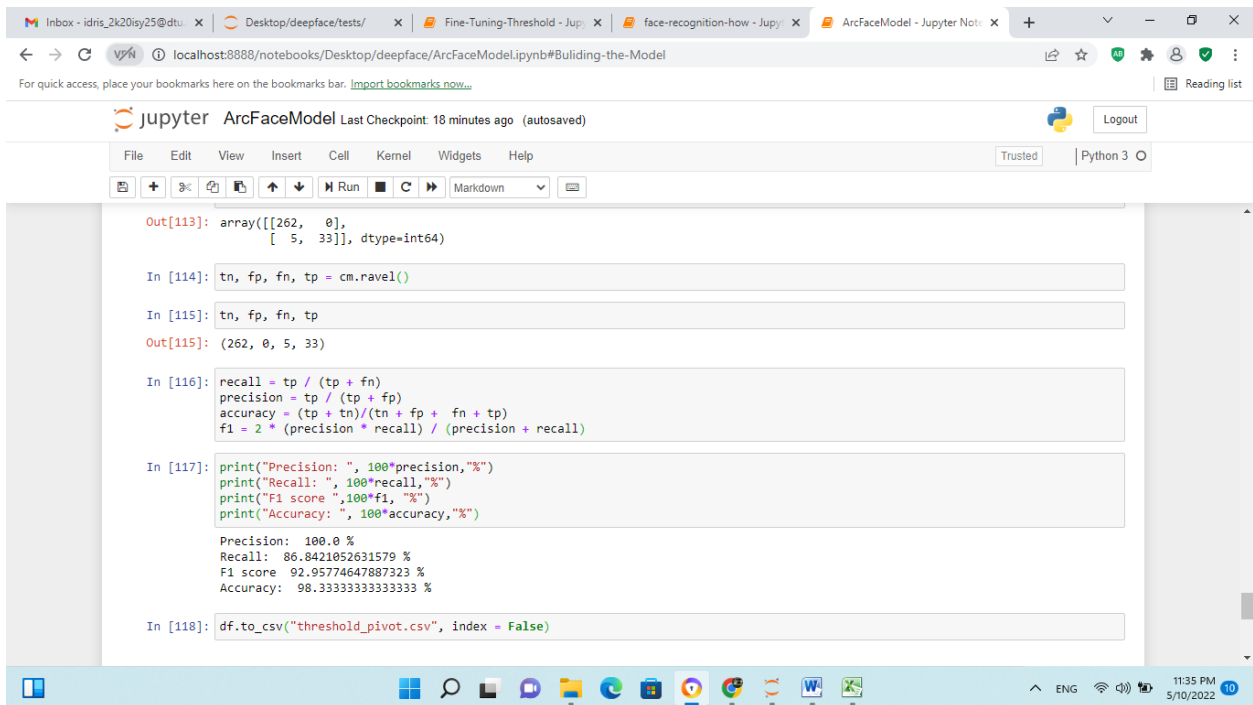 Inbox - idris_2k20isy25@dtu.
Desktop/deepface/tests/
Fine-Tuning-Threshold - Jup
face-recognition-how - Jupyt
ArcFaceModel - Jupyter Note
VPN localhost:8888/notebooks/Desktop/deepface/ArcFaceModel.ipynb#Buliding-the-Model
For quick access, place your bookmarks here on the bookmarks bar. Import bookmarks now...
Reading list
jupyter ArcFaceModel Last Checkpoint: 18 minutes ago (autosaved)
Logout
File Edit View Insert Cell Kernel Widgets Help
Trusted
Python 3
Run
Markdown
Out[113]: array([[262,   0],
       [  5,  33]], dtype=int64)
In [114]: tn, fp, fn, tp = cm.ravel()
In [115]: tn, fp, fn, tp
Out[115]: (262, 0, 5, 33)
In [116]: recall = tp / (tp + fn)
precision = tp / (tp + fp)
accuracy = (tp + tn)/(tn + fp +  fn + tp)
f1 = 2 * (precision * recall) / (precision + recall)
In [117]: print("Precision: ", 100*precision,"%")
print("Recall: ", 100*recall,"%")
print("F1 score ",100*f1, "%")
print("Accuracy: ", 100*accuracy,"%")
Precision:  100.0 %
Recall:  86.8421052631579 %
F1 score  92.95774647887323 %
Accuracy:  98.33333333333333 %
In [118]: df.to_csv("threshold_pivot.csv", index = False)
ENG
11:35 PM
5/10/2022
10